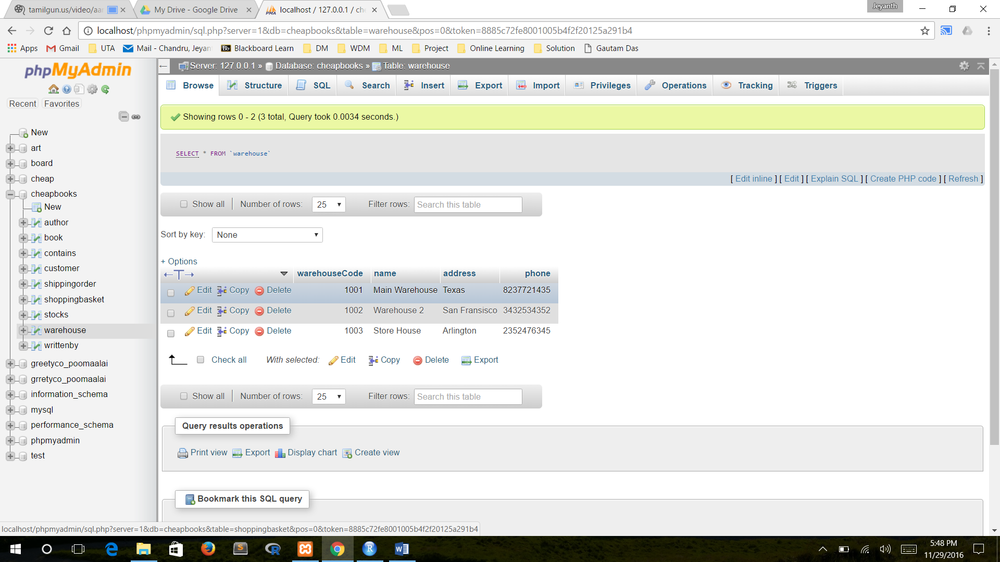 tamilgun.us/video/aa
My Drive - Google Drive
localhost / 127.0.0.1 / che
Jeyanth
localhost/phpmyadmin/sql.php?server=1&db=cheapbooks&table=warehouse&pos=0&token=8885c72fe8001005b4f2f20125a291b4
Apps Gmail UTA Mail - Chandru, Jeyan Bb Blackboard Learn DM WDM ML Project Online Learning Solution Gautam Das
phpMyAdmin
Recent Favorites
New
art
board
cheap
cheapbooks
New
author
book
contains
customer
shippingorder
shoppingbasket
stocks
warehouse
writtenby
greetyco_poomaalai
grretyco_poomaalai
information_schema
mysql
performance_schema
phpmyadmin
test
Server: 127.0.0.1 » Database: cheapbooks » Table: warehouse
Browse Structure SQL Search Insert Export Import Privileges Operations Tracking Triggers
Showing rows 0 - 2 (3 total, Query took 0.0034 seconds.)
SELECT * FROM `warehouse`
[ Edit inline ] [ Edit ] [ Explain SQL ] [ Create PHP code ] [ Refresh ]
Show all Number of rows: 25 Filter rows: Search this table
Sort by key: None
+ Options
warehouseCode name address phone
Edit Copy Delete 1001 Main Warehouse Texas 8237721435
Edit Copy Delete 1002 Warehouse 2 San Fransisco 3432534352
Edit Copy Delete 1003 Store House Arlington 2352476345
Check all With selected: Edit Copy Delete Export
Show all Number of rows: 25 Filter rows: Search this table
Query results operations
Print view Export Display chart Create view
Bookmark this SQL query
localhost/phpmyadmin/sql.php?server=1&db=cheapbooks&table=shoppingbasket&pos=0&token=8885c72fe8001005b4f2f20125a291b4
5:48 PM
11/29/2016